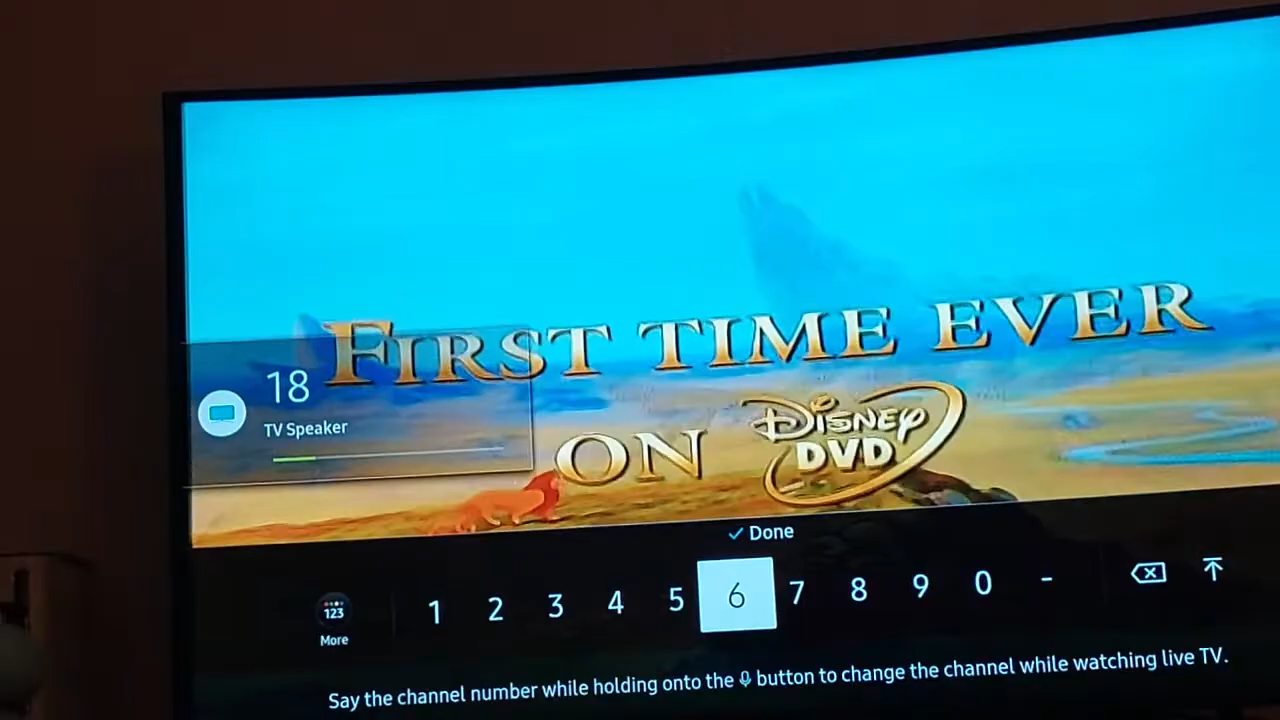 FIRST TIME EVER
18
TV Speaker
ON Disney DVD
Done
123
More
1 2 3 4 5 6 7 8 9 0 -
Say the channel number while holding onto the button to change the channel while watching live TV.